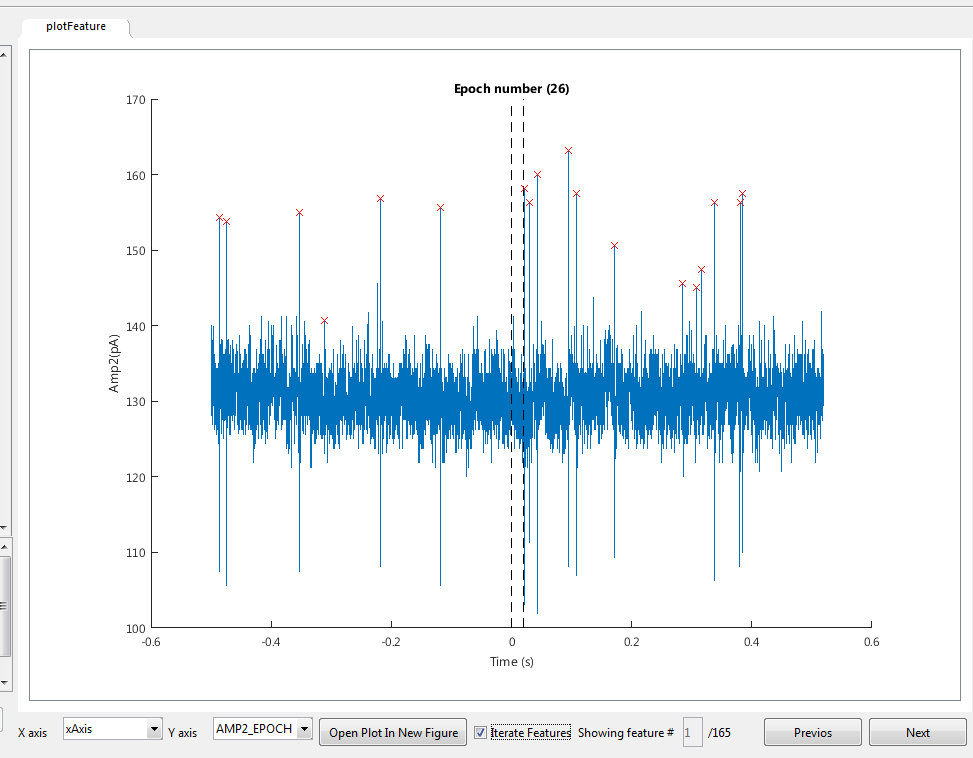 plotFeature
Epoch number (26)
170
160
150
140
130
120
110
100
Amp2(pA)
-0.6 -0.4 -0.2 0 0.2 0.4 0.6
Time (s)
X axis xAxis Y axis AMP2_EPOCH Open Plot In New Figure Iterate Features Showing feature # 1 /165 Previos Next